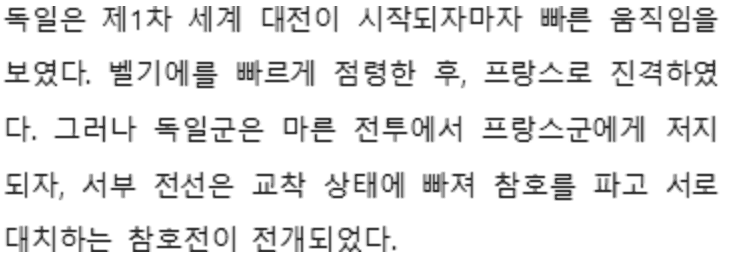 독일은 제1차 세계 대전이 시작되자마자 빠른 움직임을
보였다. 벨기에를 빠르게 점령한 후, 프랑스로 진격하였
다. 그러나 독일군은 마른 전투에서 프랑스군에게 저지
되자, 서부 전선은 교착 상태에 빠져 참호를 파고 서로
대치하는 참호전이 전개되었다.